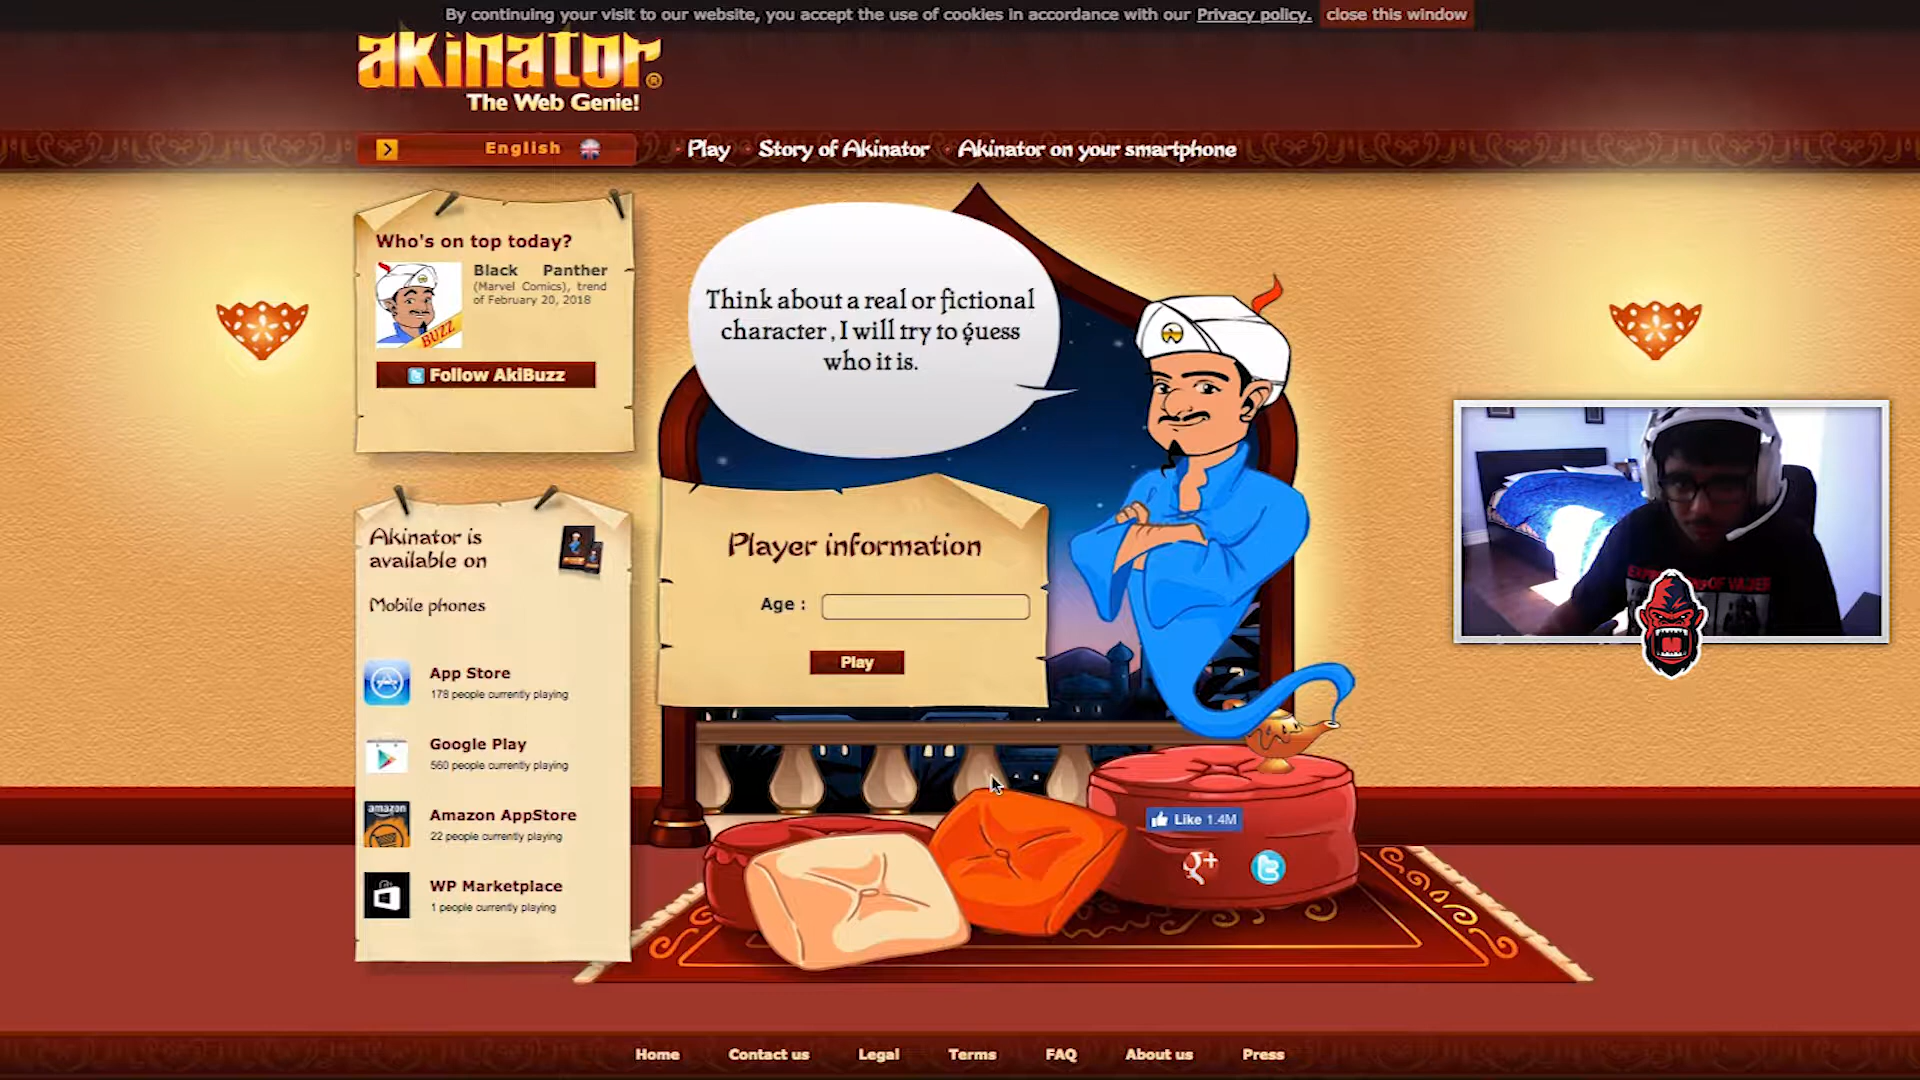 By continuing your visit to our website, you accept the use of cookies in accordance with our Privacy policy. close this window
akinator®
The Web Genie!
English
Play
Story of Akinator
Akinator on your smartphone
Who's on top today?
Black Panther
(Marvel Comics), trend
of February 20, 2018
BUZZ
Follow AkiBuzz
Think about a real or fictional
character, I will try to guess
who it is.
Player information
Age :
Play
Akinator is
available on
Mobile phones
App Store
178 people currently playing
Google Play
560 people currently playing
amazon
Amazon AppStore
22 people currently playing
WP Marketplace
1 people currently playing
Like 1.4M
g+
Home
Contact us
Legal
Terms
FAQ
About us
Press